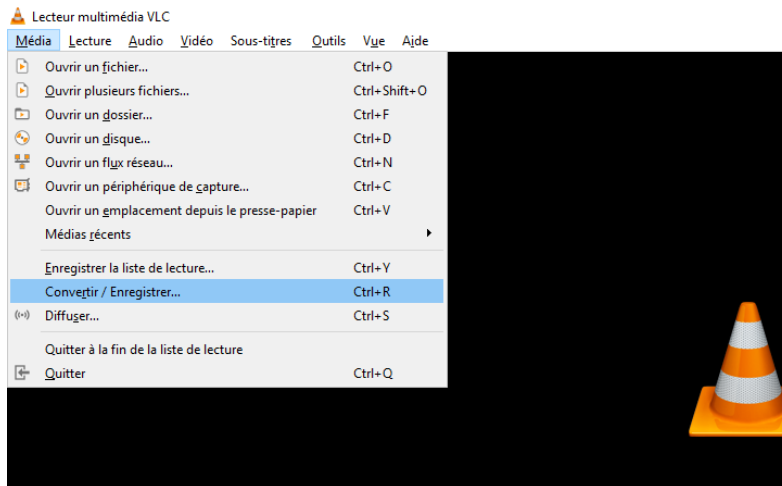 Lecteur multimédia VLC
Média Lecture Audio Vidéo Sous-titres Outils Vue Aide
Ouvrir un fichier... Ctrl+O
Ouvrir plusieurs fichiers... Ctrl+Shift+O
Ouvrir un dossier... Ctrl+F
Ouvrir un disque... Ctrl+D
Ouvrir un flux réseau... Ctrl+N
Ouvrir un périphérique de capture... Ctrl+C
Ouvrir un emplacement depuis le presse-papier Ctrl+V
Médias récents
Enregistrer la liste de lecture... Ctrl+Y
Convertir / Enregistrer... Ctrl+R
Diffuser... Ctrl+S
Quitter à la fin de la liste de lecture
Quitter Ctrl+Q